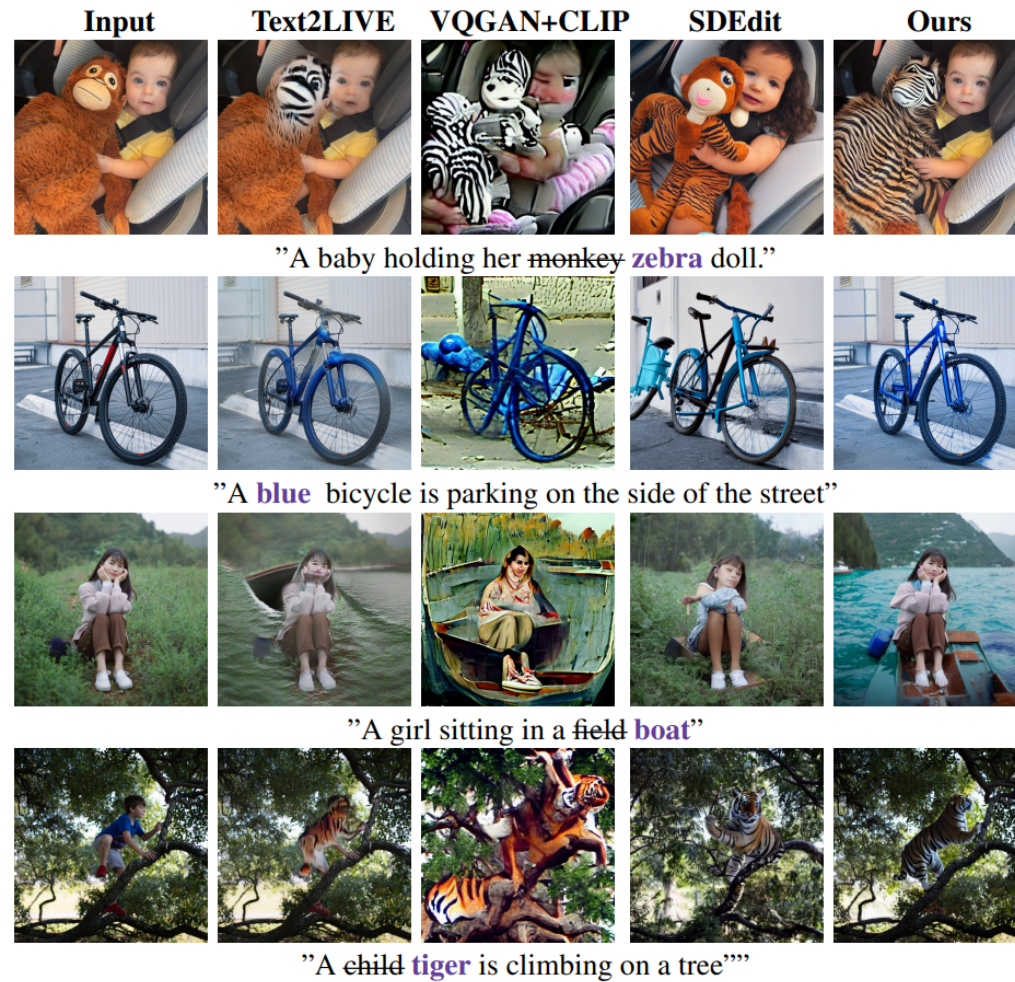 Input Text2LIVE VQGAN+CLIP SDEdit Ours
”A baby holding her monkey zebra doll.”
”A blue bicycle is parking on the side of the street”
”A girl sitting in a field boat”
”A child tiger is climbing on a tree””